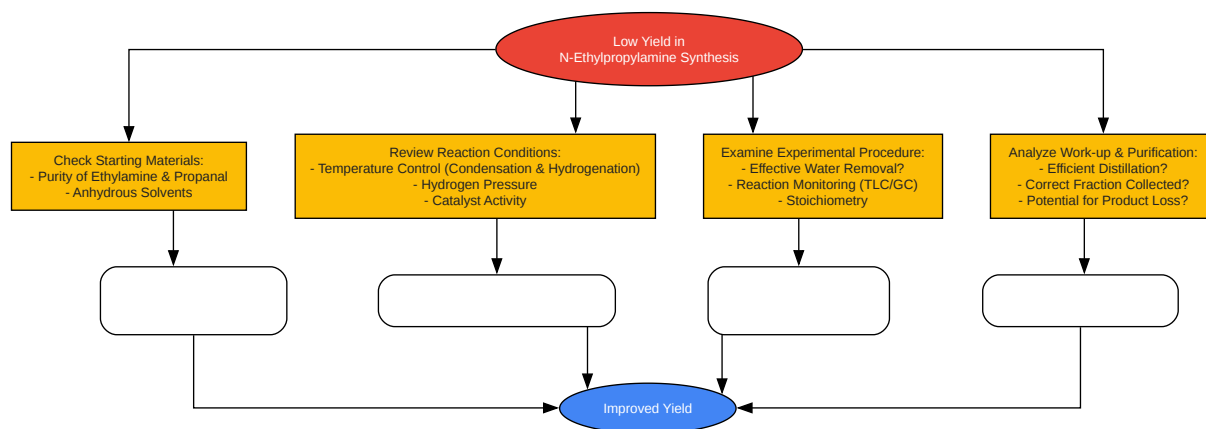 Low Yield in
N-Ethylpropylamine Synthesis
Check Starting Materials:
- Purity of Ethylamine & Propanal
- Anhydrous Solvents
Review Reaction Conditions:
- Temperature Control (Condensation & Hydrogenation)
- Hydrogen Pressure
- Catalyst Activity
Examine Experimental Procedure:
- Effective Water Removal?
- Reaction Monitoring (TLC/GC)
- Stoichiometry
Analyze Work-up & Purification:
- Efficient Distillation?
- Correct Fraction Collected?
- Potential for Product Loss?
Improved Yield